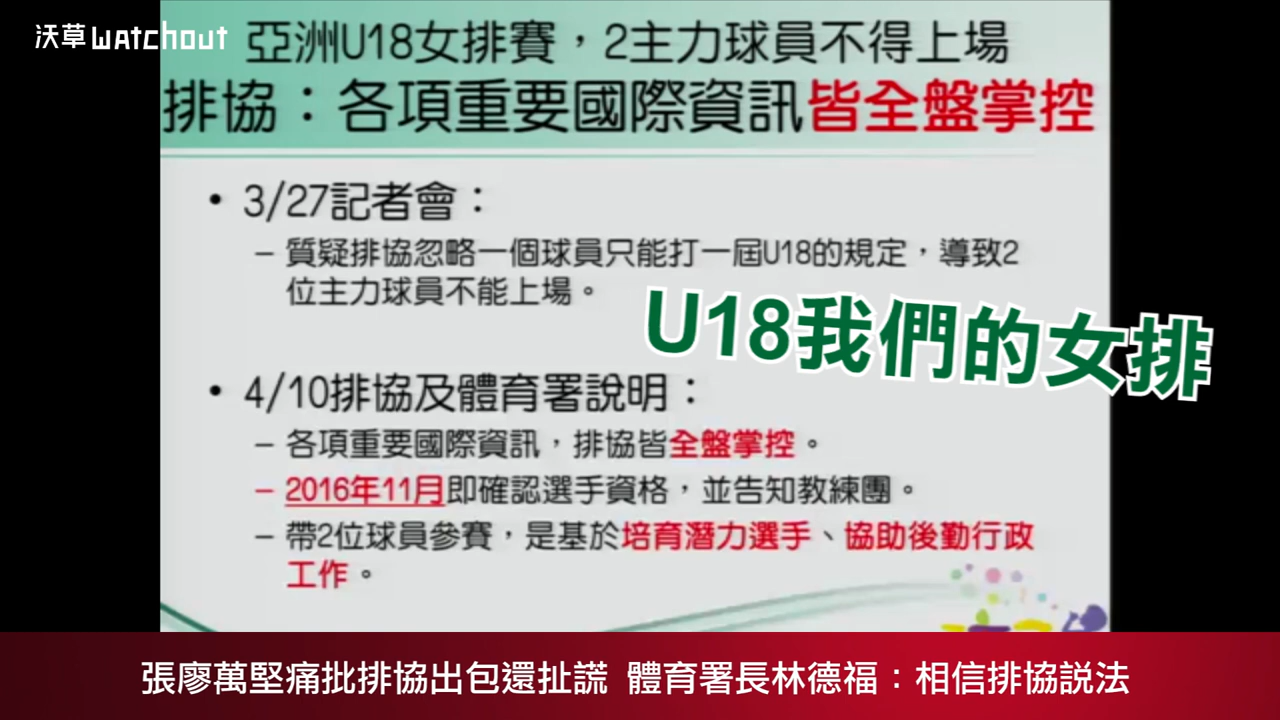 沃草watchout
亞洲U18女排賽，2主力球員不得上場
排協：各項重要國際資訊皆全盤掌控
• 3/27記者會：
– 質疑排協忽略一個球員只能打一屆U18的規定，導致2
位主力球員不能上場。
U18我們的女排
• 4/10排協及體育署說明：
– 各項重要國際資訊，排協皆全盤掌控。
– 2016年11月即確認選手資格，並告知教練團。
– 帶2位球員參賽，是基於培育潛力選手、協助後勤行政
工作。
張廖萬堅痛批排協出包還扯謊 體育署長林德福：相信排協説法